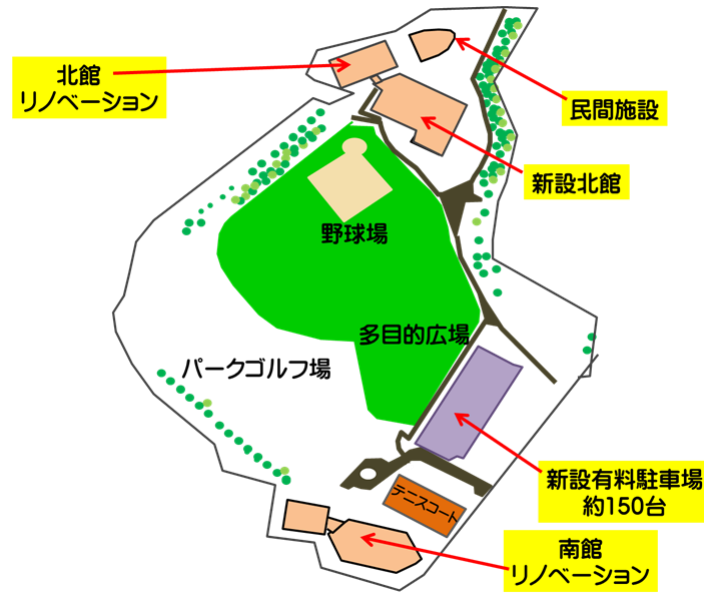 北館
リノベーション
民間施設
新設北館
野球場
多目的広場
パークゴルフ場
新設有料駐車場
約150台
テニスコート
南館
リノベーション